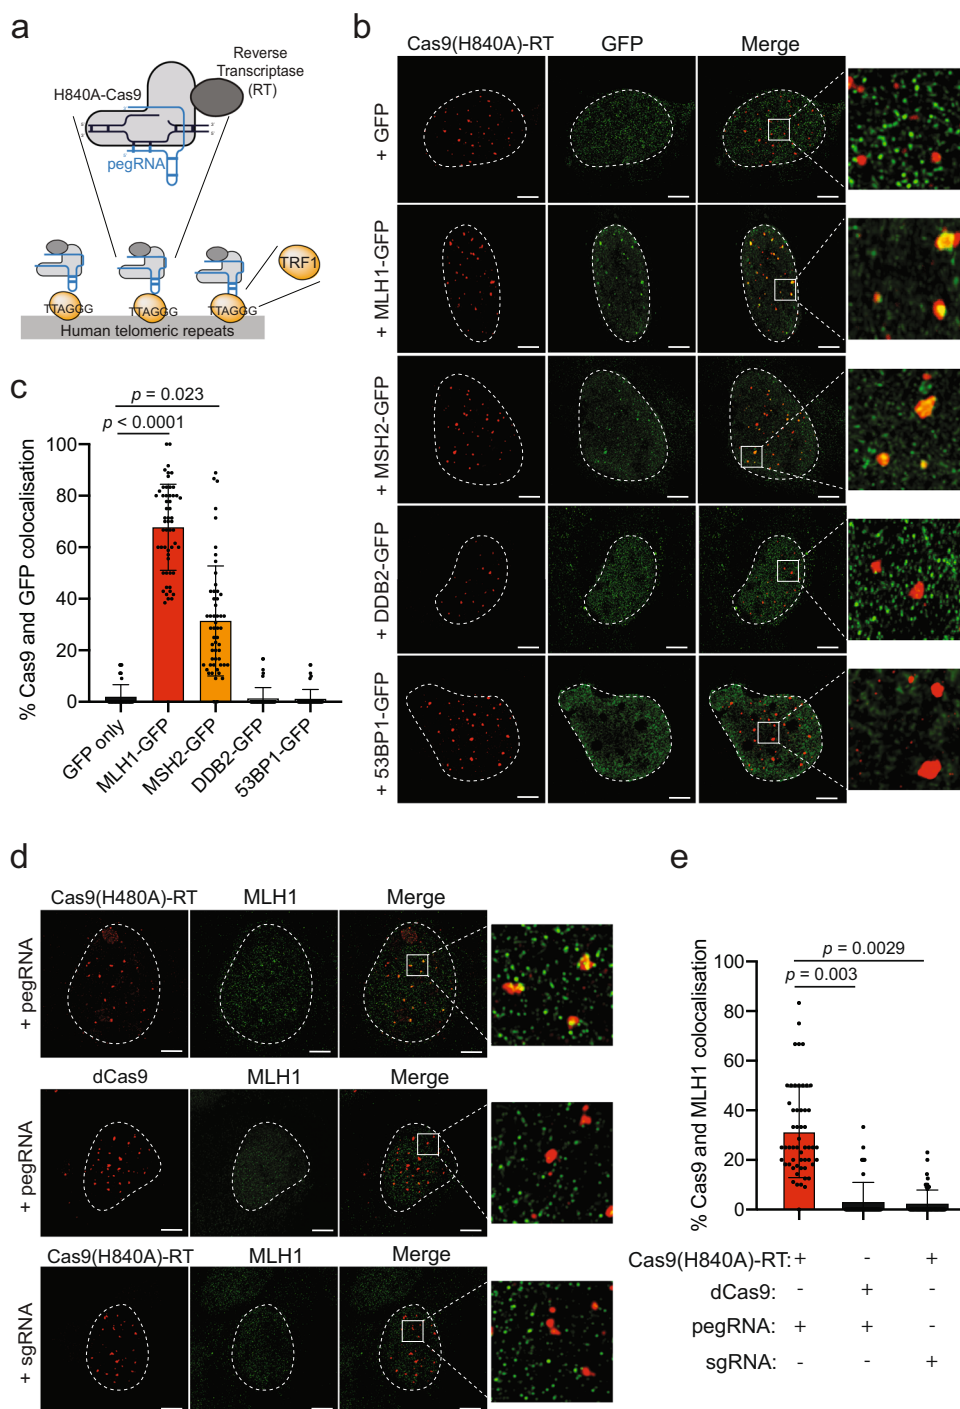 a
Reverse
Transcriptase
(RT)
H840A-Cas9
pegRNA
TRF1
TTAGGG
TTAGGG
TTAGGG
Human telomeric repeats
b
Cas9(H840A)-RT
GFP
Merge
+ GFP
+ MLH1-GFP
+ MSH2-GFP
+ DDB2-GFP
+ 53BP1-GFP
c
p = 0.023
p < 0.0001
% Cas9 and GFP colocalisation
100
80
60
40
20
0
GFP only
MLH1-GFP
MSH2-GFP
DDB2-GFP
53BP1-GFP
d
Cas9(H480A)-RT
MLH1
Merge
+ pegRNA
dCas9
MLH1
Merge
+ pegRNA
Cas9(H840A)-RT
MLH1
Merge
+ sgRNA
e
p = 0.0029
p = 0.003
% Cas9 and MLH1 colocalisation
100
80
60
40
20
0
Cas9(H840A)-RT: + - +
dCas9: - + -
pegRNA: + + -
sgRNA: - - +